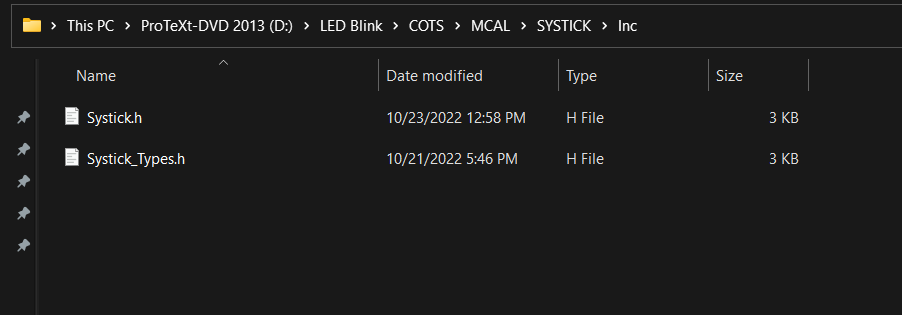 This PC > ProTeXt-DVD 2013 (D:) > LED Blink > COTS > MCAL > SYSTICK > Inc
Name Date modified Type Size
Systick.h 10/23/2022 12:58 PM H File 3 KB
Systick_Types.h 10/21/2022 5:46 PM H File 3 KB